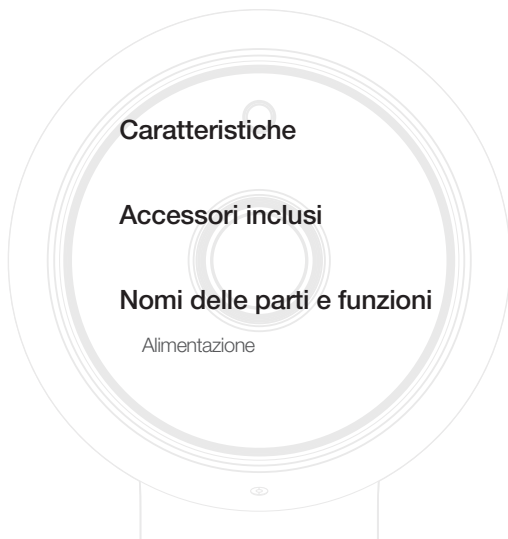 Caratteristiche
Accessori inclusi
Nomi delle parti e funzioni
Alimentazione